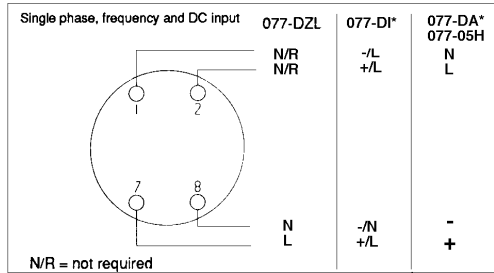 Single phase, frequency and DC input
077-DZL 077-DI* 077-DA*
077-05H
N/R -/L N
N/R +/L L
1 2
7 8
N -/N -
L +/L +
N/R = not required